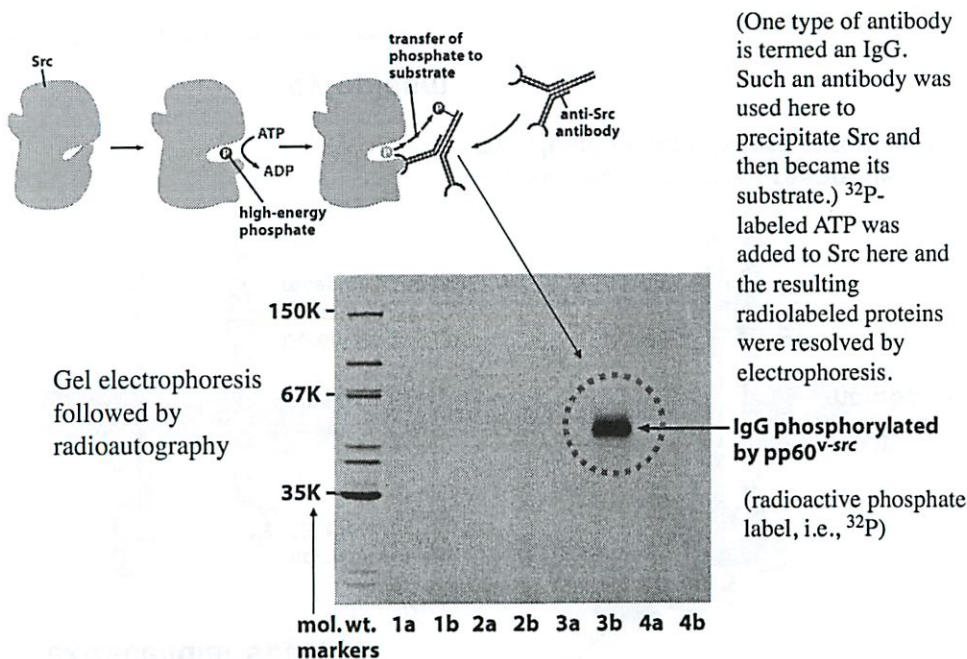 Src
transfer of
phosphate to
substrate
P
ATP
ADP
P
high-energy
phosphate
anti-Src
antibody
(One type of antibody
is termed an IgG.
Such an antibody was
used here to
precipitate Src and
then became its
substrate.) ³²P-
labeled ATP was
added to Src here and
the resulting
radiolabeled proteins
were resolved by
electrophoresis.
Gel electrophoresis
followed by
radioautography
150K
67K
35K
IgG phosphorylated
by pp60ᵛ⁻ˢʳᶜ
(radioactive phosphate
label, i.e., ³²P)
mol. wt. 1a 1b 2a 2b 3a 3b 4a 4b
markers